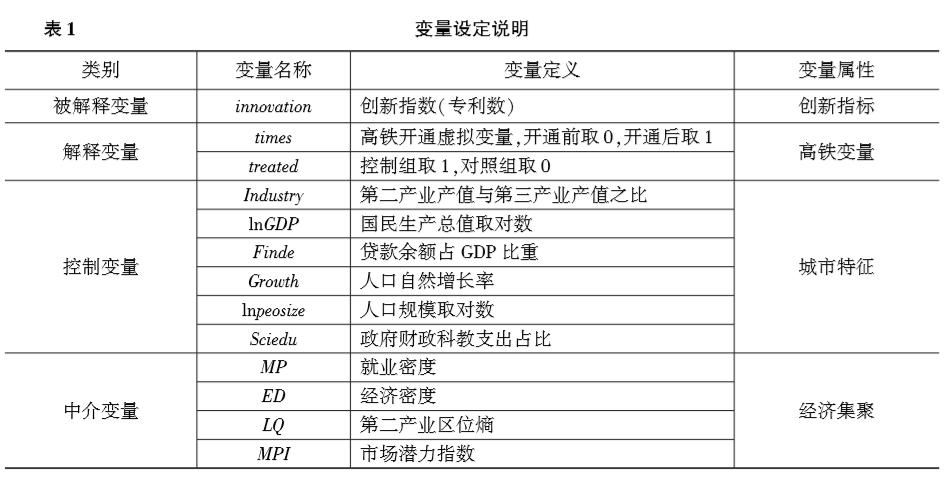 表1 变量设定说明
类别 变量名称 变量定义 变量属性
被解释变量 innovation 创新指数(专利数) 创新指标
解释变量 times 高铁开通虚拟变量,开通前取0,开通后取1 高铁变量
treated 控制组取1,对照组取0
控制变量 Industry 第二产业产值与第三产业产值之比 城市特征
lnGDP 国民生产总值取对数
Finde 贷款余额占GDP比重
Growth 人口自然增长率
lnpeosize 人口规模取对数
Sciedu 政府财政科教支出占比
中介变量 MP 就业密度 经济集聚
ED 经济密度
LQ 第二产业区位熵
MPI 市场潜力指数